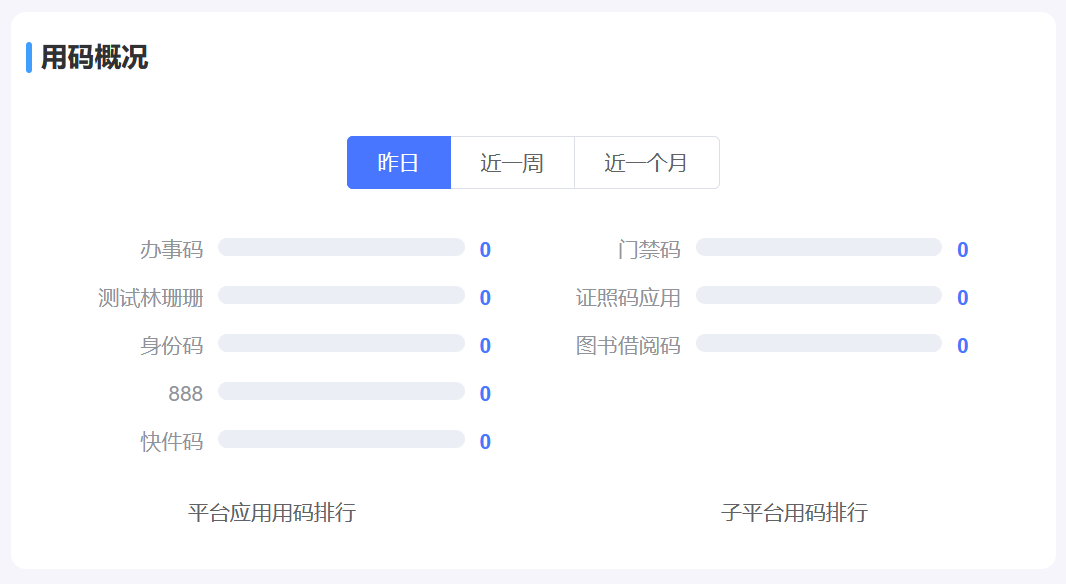 用码概况
昨日 近一周 近一个月
办事码 0 门禁码 0
测试林珊珊 0 证照码应用 0
身份码 0 图书借阅码 0
888 0
快件码 0
平台应用用码排行 子平台用码排行